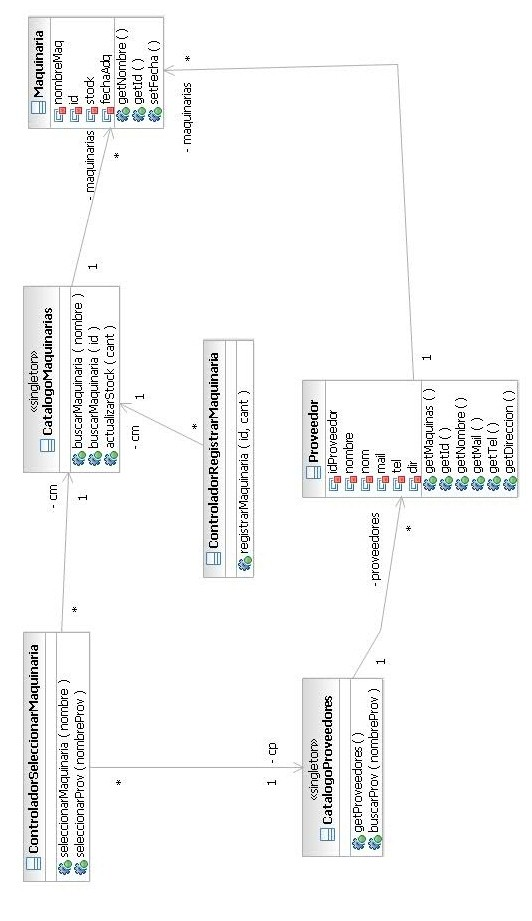 ControladorSeleccionarMaquinaria
seleccionarMaquinaria ( nombre )
seleccionarProv ( nombreProv )
*
- cm
1
«singleton»
CatalogoMaquinarias
buscarMaquinaria ( nombre )
buscarMaquinaria ( id )
actualizarStock ( cant )
1
- maquinarias
*
Maquinaria
nombreMaq
id
stock
fechaAdq
getNombre ( )
getId ( )
setFecha ( )
*
- maquinarias
- cm
1
*
ControladorRegistrarMaquinaria
registrarMaquinaria ( id, cant )
*
1
- cp
«singleton»
CatalogoProveedores
getProveedores ( )
buscarProv ( nombreProv )
1
- proveedores
*
Proveedor
idProveedor
nombre
nom
mail
tel
dir
getMaquinas ( )
getId ( )
getNombre ( )
getMail ( )
getTel ( )
getDireccion ( )
1